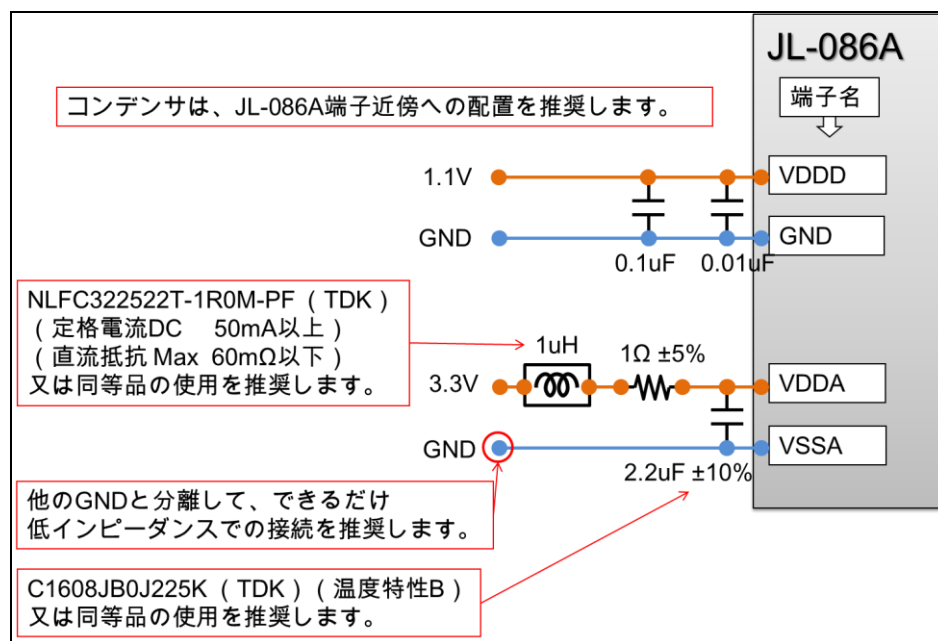 JL-086A
端子名
コンデンサは、JL-086A端子近傍への配置を推奨します。
1.1V
VDDD
GND
GND
0.1uF
0.01uF
NLFC322522T-1R0M-PF（TDK）
（定格電流DC 50mA以上）
（直流抵抗 Max 60mΩ以下）
又は同等品の使用を推奨します。
1uH
1Ω ±5%
3.3V
VDDA
GND
VSSA
2.2uF ±10%
他のGNDと分離して、できるだけ
低インピーダンスでの接続を推奨します。
C1608JB0J225K（TDK）（温度特性B）
又は同等品の使用を推奨します。